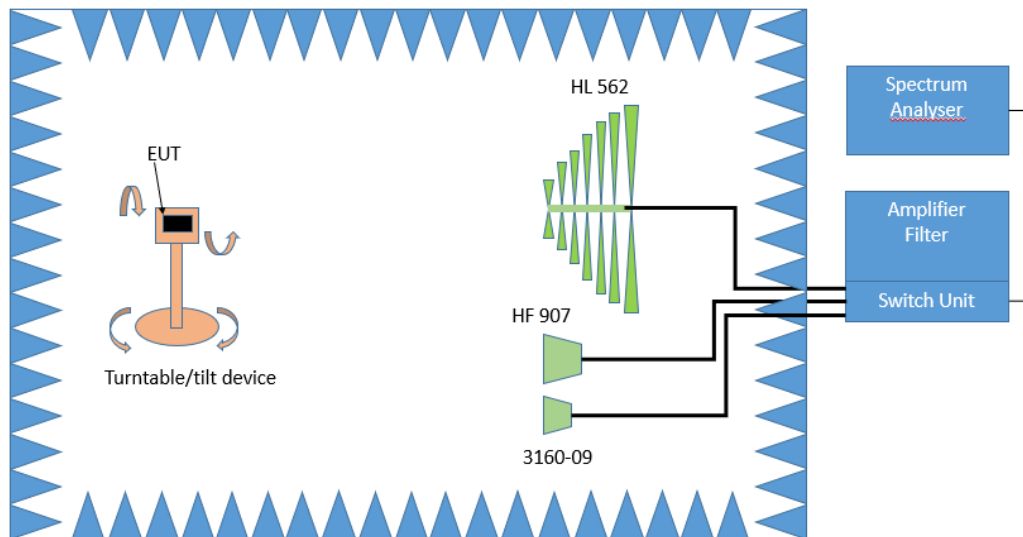 HL 562
Spectrum
Analyser
EUT
Amplifier
Filter
Switch Unit
HF 907
Turntable/tilt device
3160-09